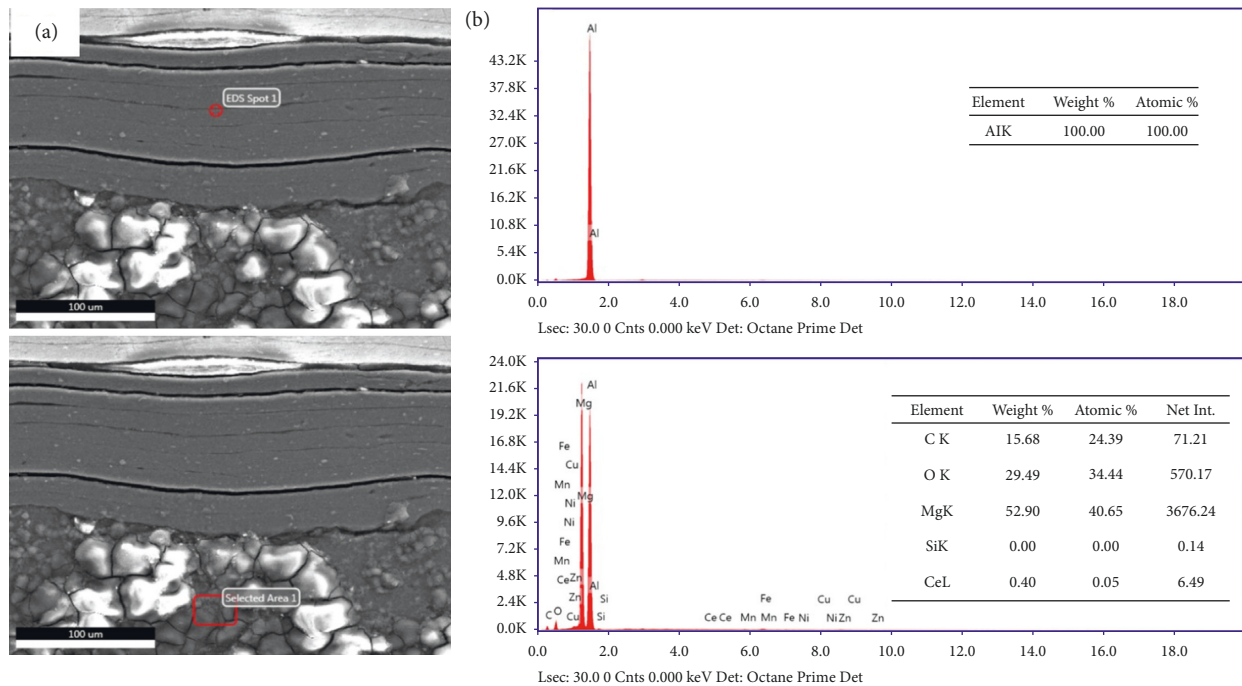 (a)
EDS Spot 1
100 um
Selected Area 1
100 um
(b)
Al
43.2K
37.8K
32.4K
27.0K
21.6K
16.2K
10.8K
Al
5.4K
0.0K
0.0 2.0 4.0 6.0 8.0 10.0 12.0 14.0 16.0 18.0
Lsec: 30.0 0 Cnts 0.000 keV Det: Octane Prime Det
Element Weight % Atomic %
AIK 100.00 100.00
24.0K
21.6K
19.2K
16.8K
14.4K
12.0K
9.6K
7.2K
4.8K
2.4K
0.0K
Al
Mg
Fe
Cu
Mn
Ni Mg
Ni
Fe
Mn
Ce Zn
Al
Zn Si
C O Cu Si
Fe Cu Cu
Ce Ce Mn Mn Fe Ni Ni Zn Zn
0.0 2.0 4.0 6.0 8.0 10.0 12.0 14.0 16.0 18.0
Lsec: 30.0 0 Cnts 0.000 keV Det: Octane Prime Det
Element Weight % Atomic % Net Int.
C K 15.68 24.39 71.21
O K 29.49 34.44 570.17
MgK 52.90 40.65 3676.24
SiK 0.00 0.00 0.14
CeL 0.40 0.05 6.49